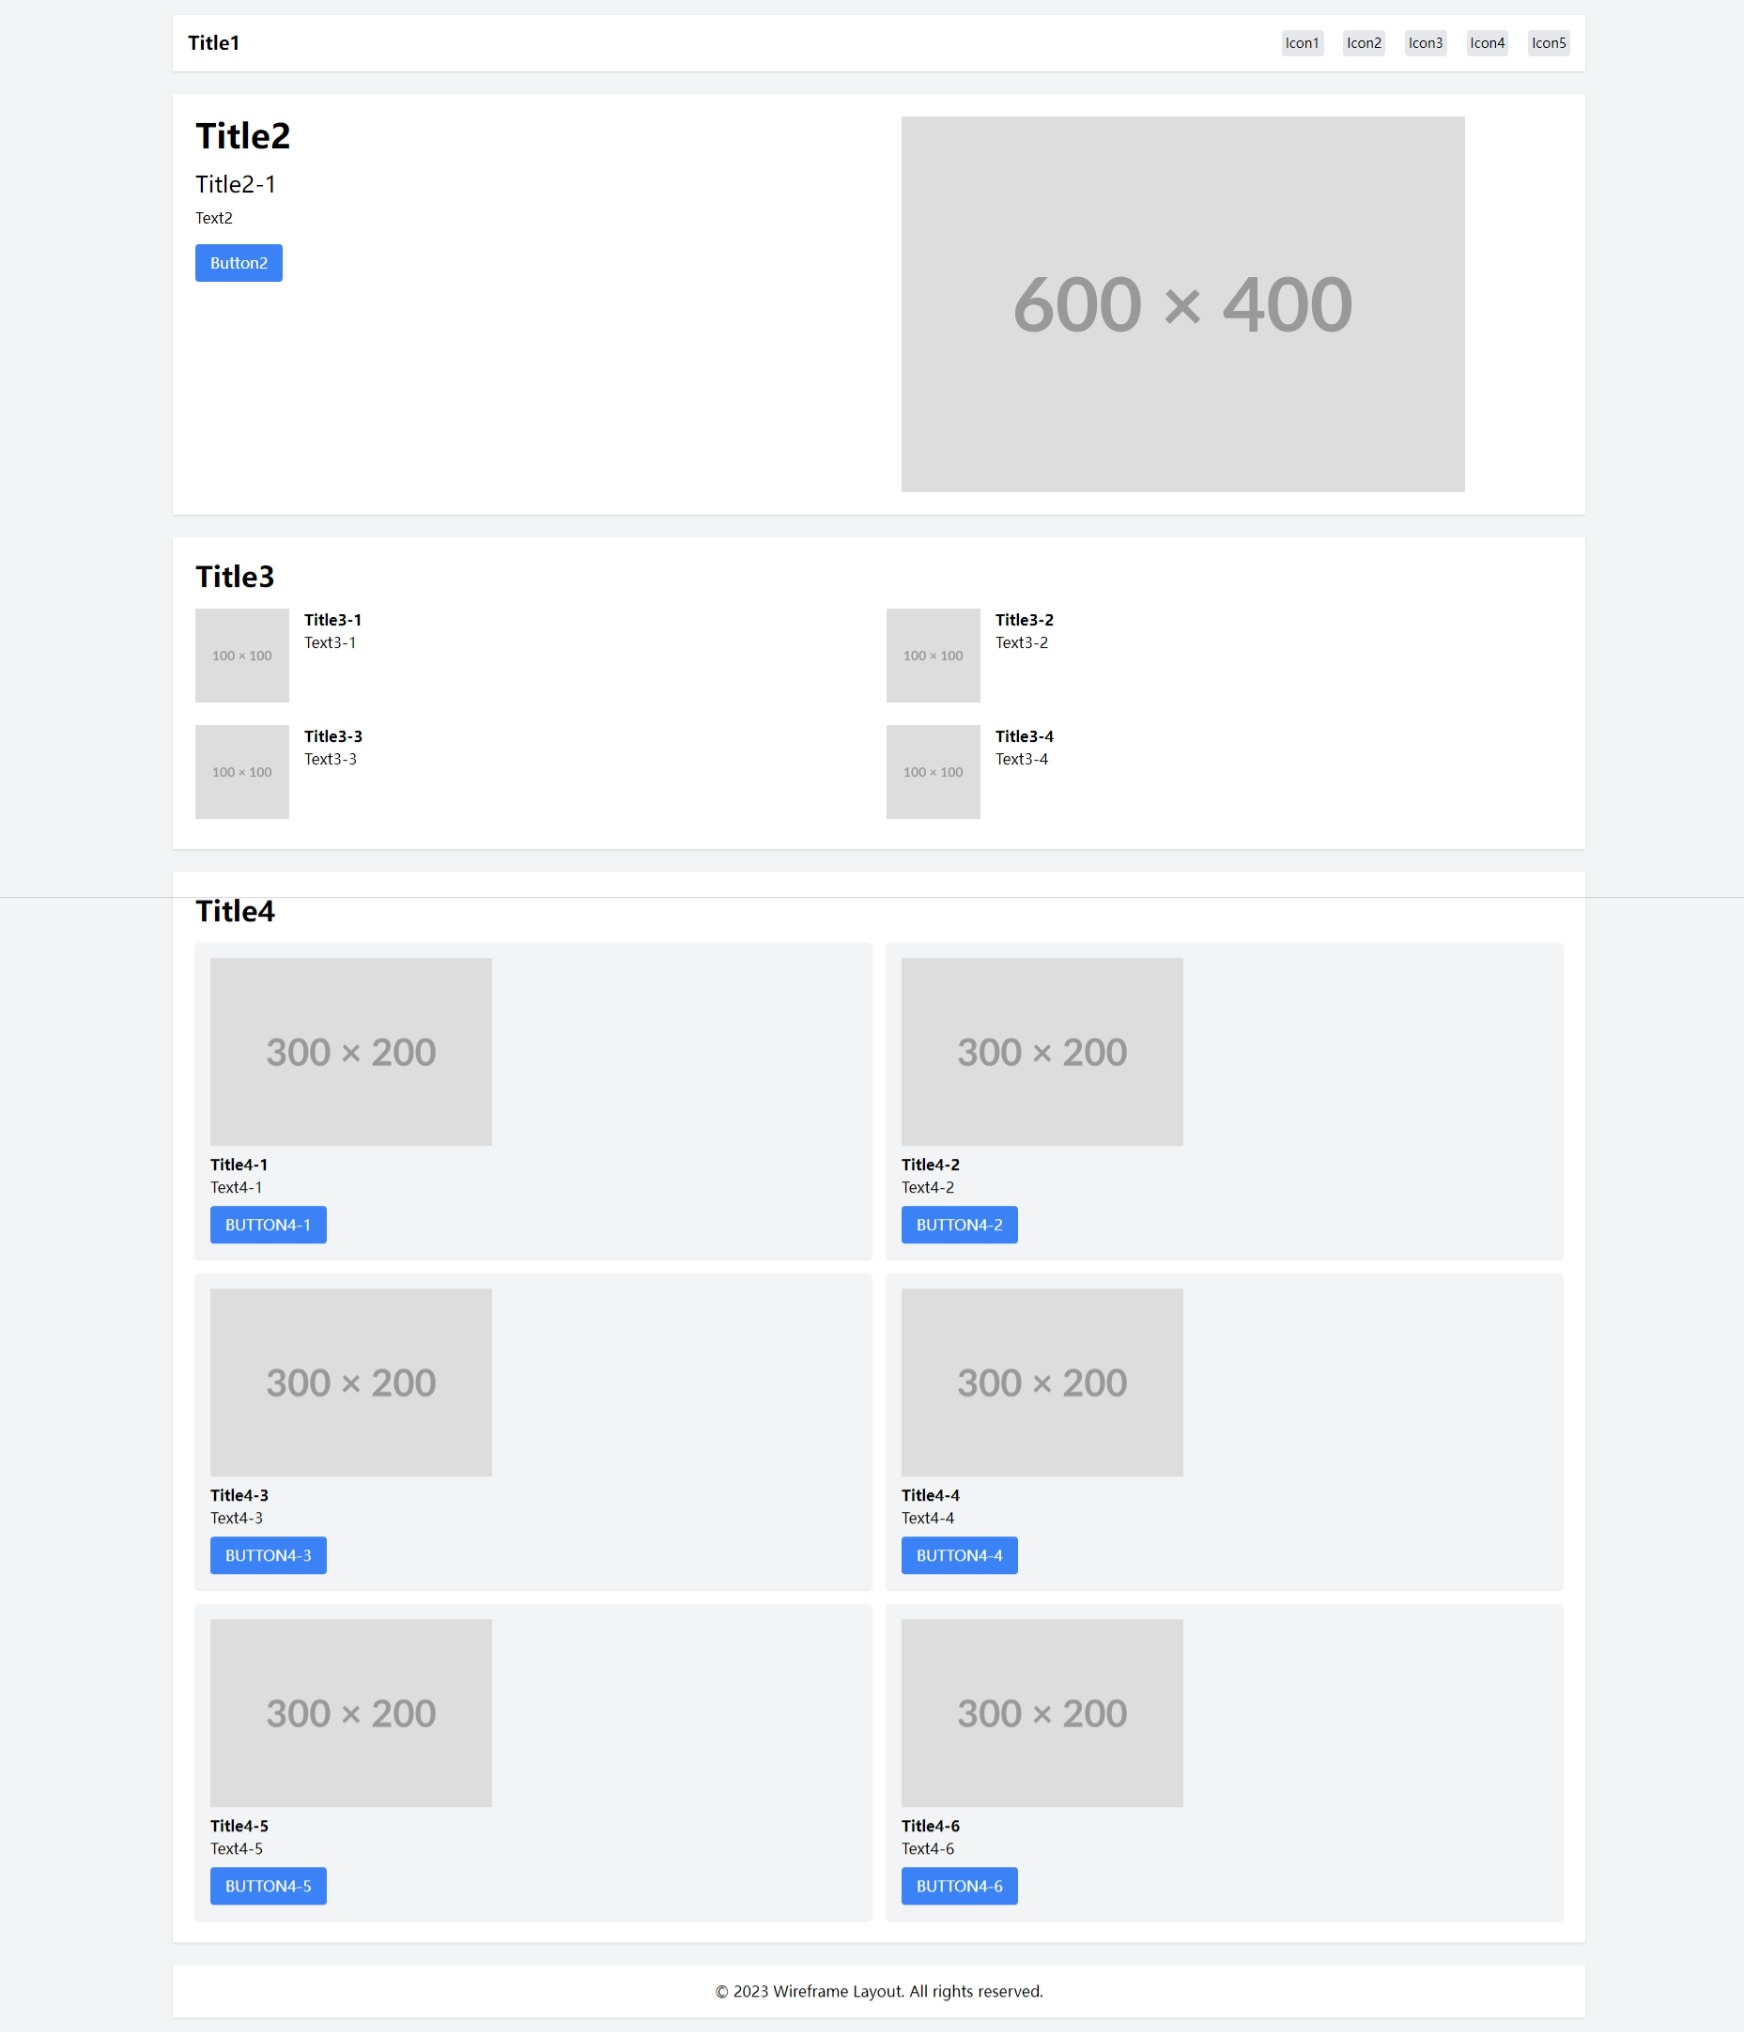 Title1
Icon1 Icon2 Icon3 Icon4 Icon5
Title2
Title2-1
Text2
Button2
600 × 400
Title3
100 × 100
Title3-1
Text3-1
100 × 100
Title3-2
Text3-2
100 × 100
Title3-3
Text3-3
100 × 100
Title3-4
Text3-4
Title4
300 × 200
Title4-1
Text4-1
BUTTON4-1
300 × 200
Title4-2
Text4-2
BUTTON4-2
300 × 200
Title4-3
Text4-3
BUTTON4-3
300 × 200
Title4-4
Text4-4
BUTTON4-4
300 × 200
Title4-5
Text4-5
BUTTON4-5
300 × 200
Title4-6
Text4-6
BUTTON4-6
© 2023 Wireframe Layout. All rights reserved.